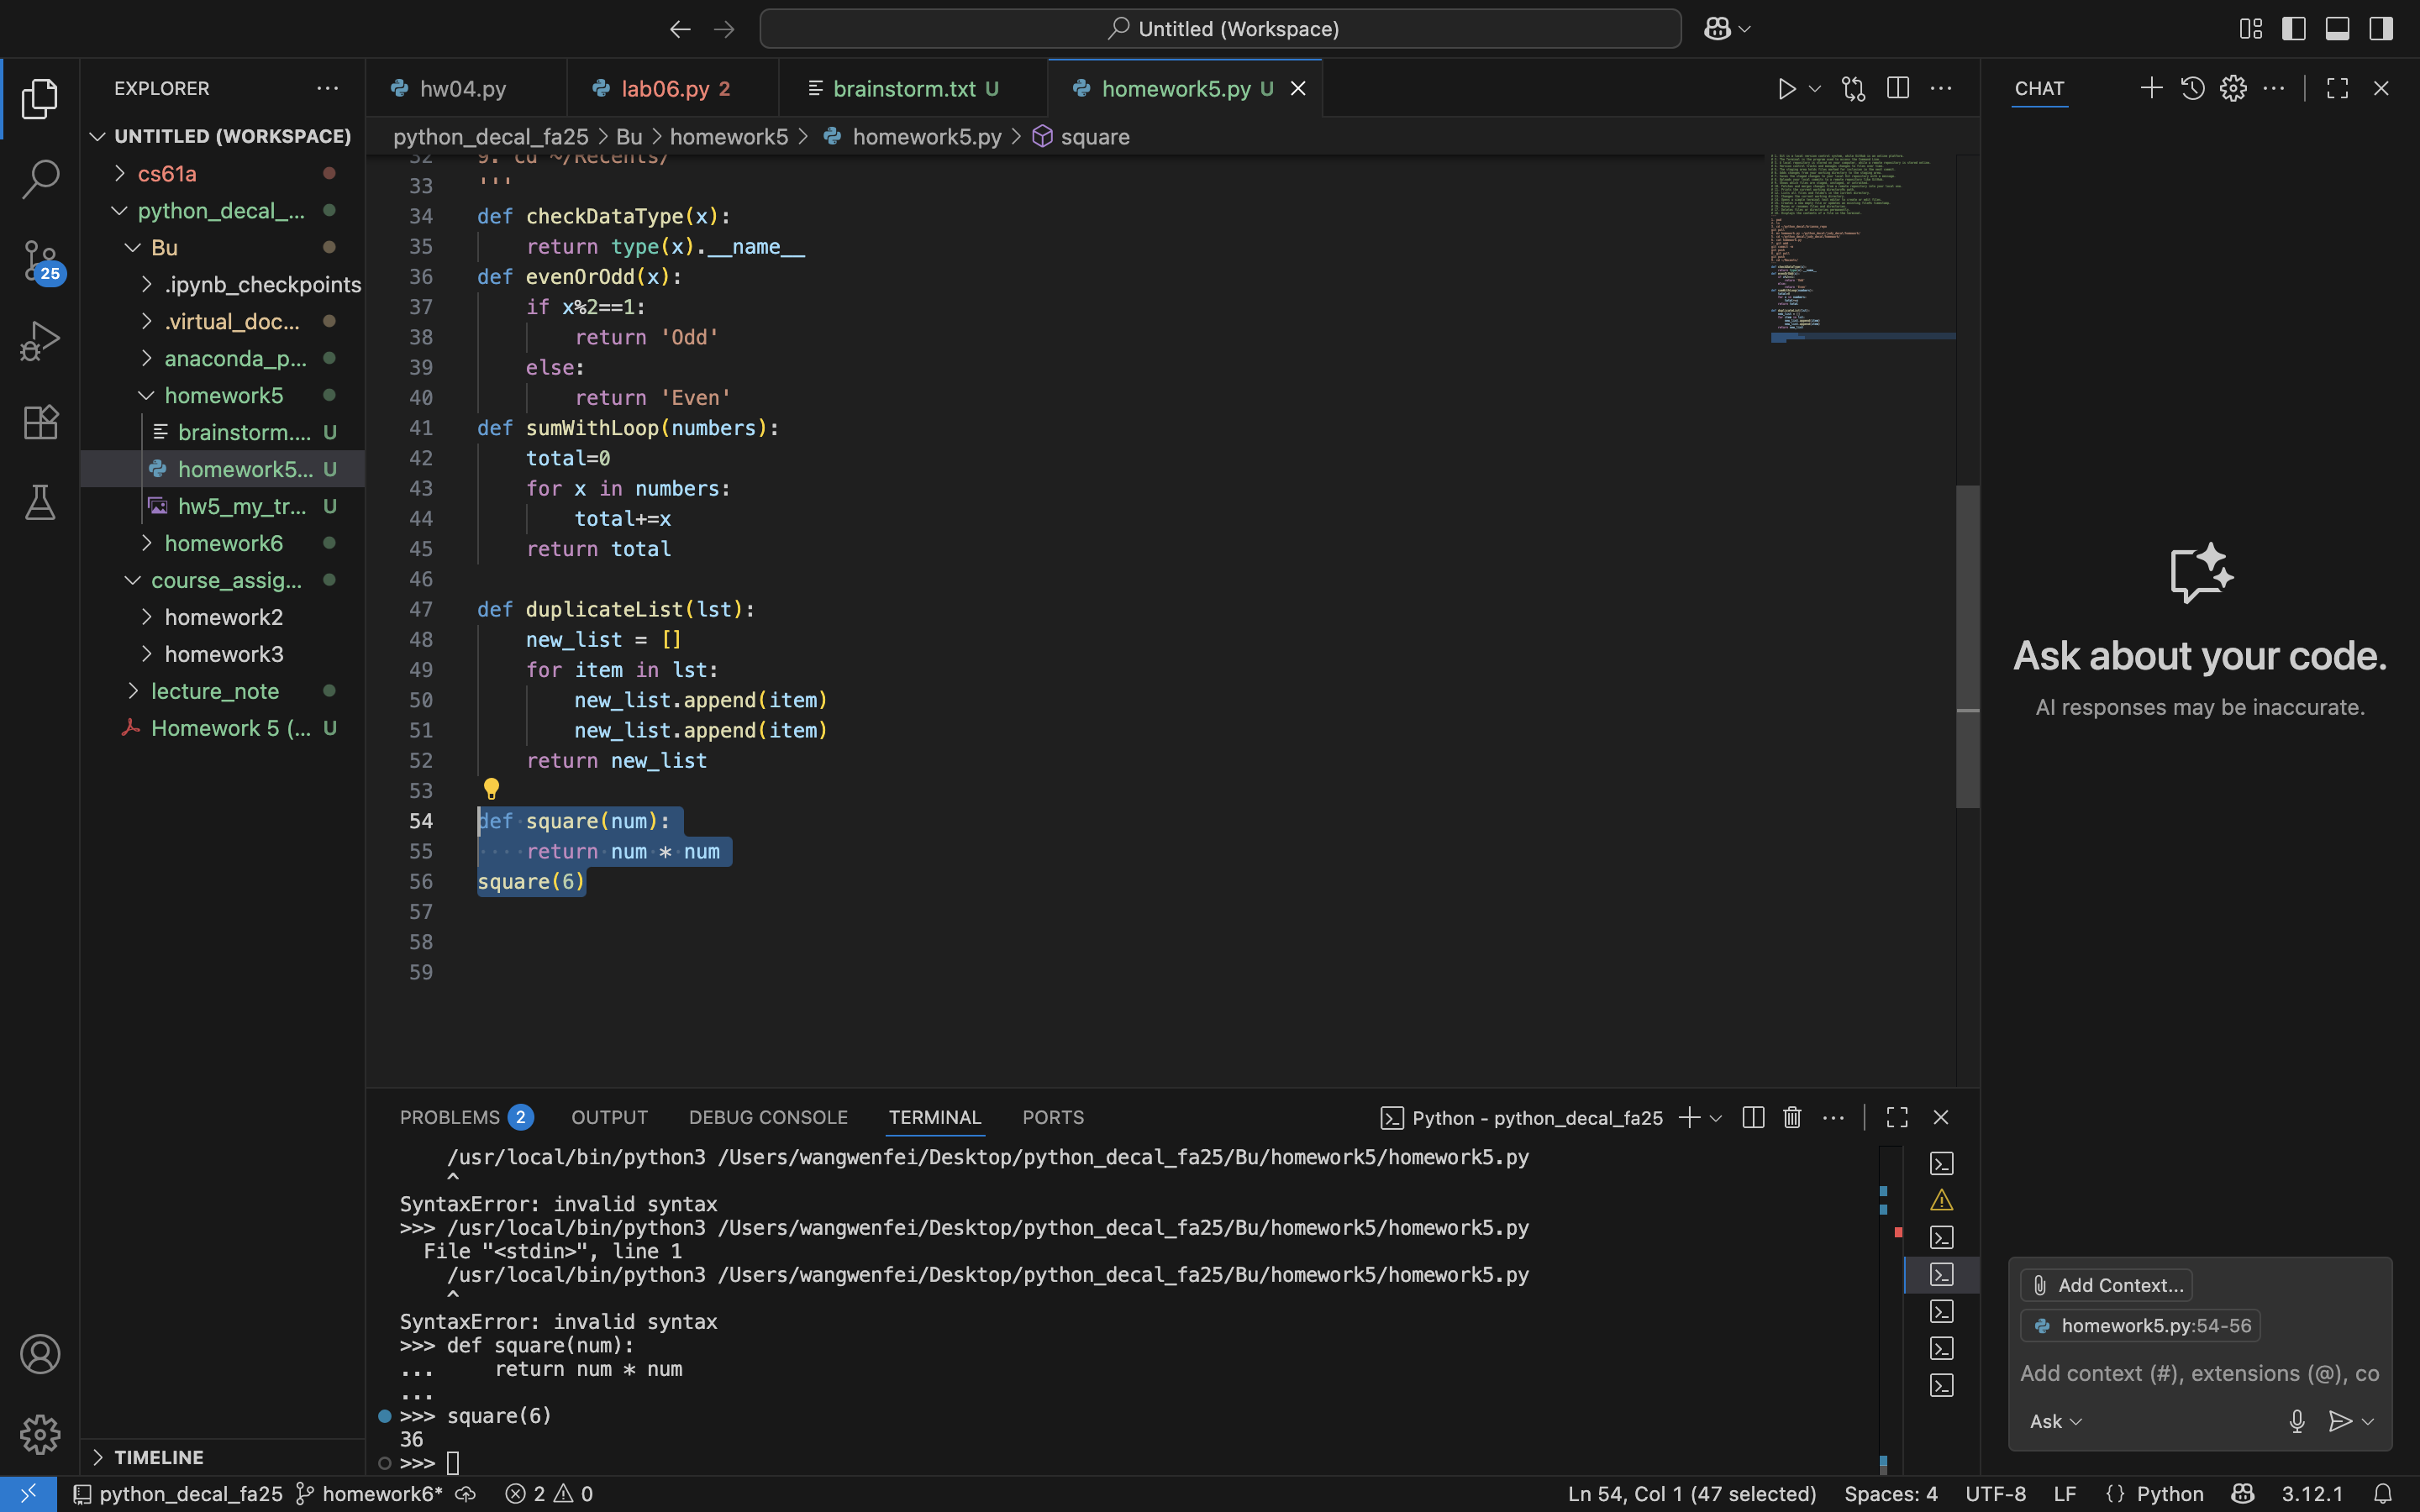 Untitled (Workspace)
EXPLORER
UNTITLED (WORKSPACE)
cs61a
python_decal_...
Bu
.ipynb_checkpoints
.virtual_doc...
anaconda_p...
homework5
brainstorm.... U
homework5... U
hw5_my_tr... U
homework6
course_assig...
homework2
homework3
lecture_note
Homework 5 (... U
TIMELINE
25
hw04.py
lab06.py 2
brainstorm.txt U
homework5.py U
python_decal_fa25 > Bu > homework5 > homework5.py > square
32 9. cd ~/Recents/
33 '''
34 def checkDataType(x):
35     return type(x).__name__
36 def evenOrOdd(x):
37     if x%2==1:
38         return 'Odd'
39     else:
40         return 'Even'
41 def sumWithLoop(numbers):
42     total=0
43     for x in numbers:
44         total+=x
45     return total
46
47 def duplicateList(lst):
48     new_list = []
49     for item in lst:
50         new_list.append(item)
51         new_list.append(item)
52     return new_list
53
54 def square(num):
55     return num * num
56 square(6)
57
58
59
PROBLEMS 2 OUTPUT DEBUG CONSOLE TERMINAL PORTS
Python - python_decal_fa25
    /usr/local/bin/python3 /Users/wangwenfei/Desktop/python_decal_fa25/Bu/homework5/homework5.py
    ^
SyntaxError: invalid syntax
>>> /usr/local/bin/python3 /Users/wangwenfei/Desktop/python_decal_fa25/Bu/homework5/homework5.py
  File "<stdin>", line 1
    /usr/local/bin/python3 /Users/wangwenfei/Desktop/python_decal_fa25/Bu/homework5/homework5.py
    ^
SyntaxError: invalid syntax
>>> def square(num):
...     return num * num
...
>>> square(6)
36
>>>
CHAT
Ask about your code.
AI responses may be inaccurate.
Add Context...
homework5.py:54-56
Add context (#), extensions (@), co
Ask
python_decal_fa25 homework6* 2 0
Ln 54, Col 1 (47 selected) Spaces: 4 UTF-8 LF {} Python 3.12.1